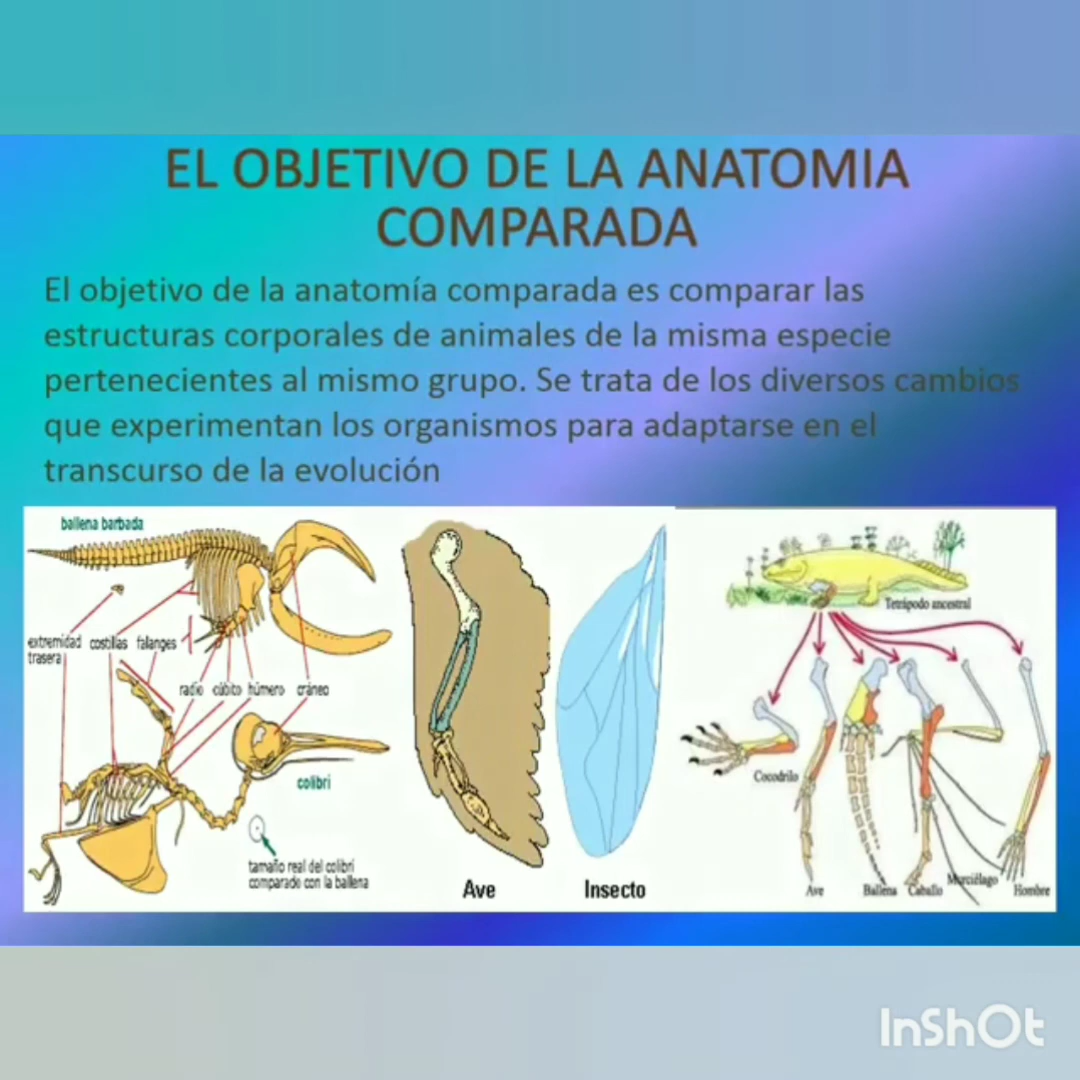 EL OBJETIVO DE LA ANATOMIA
COMPARADA
El objetivo de la anatomía comparada es comparar las
estructuras corporales de animales de la misma especie
pertenecientes al mismo grupo. Se trata de los diversos cambios
que experimentan los organismos para adaptarse en el
transcurso de la evolución
ballena barbada
extremidad
trasera
costillas
falanges
radio
cúbito
húmero
cráneo
colibrí
tamaño real del colibrí
comparado con la ballena
Ave
Insecto
Tetrápodo ancestral
Cocodrilo
Ave
Ballena
Caballo
Murciélago
Hombre
InShOt